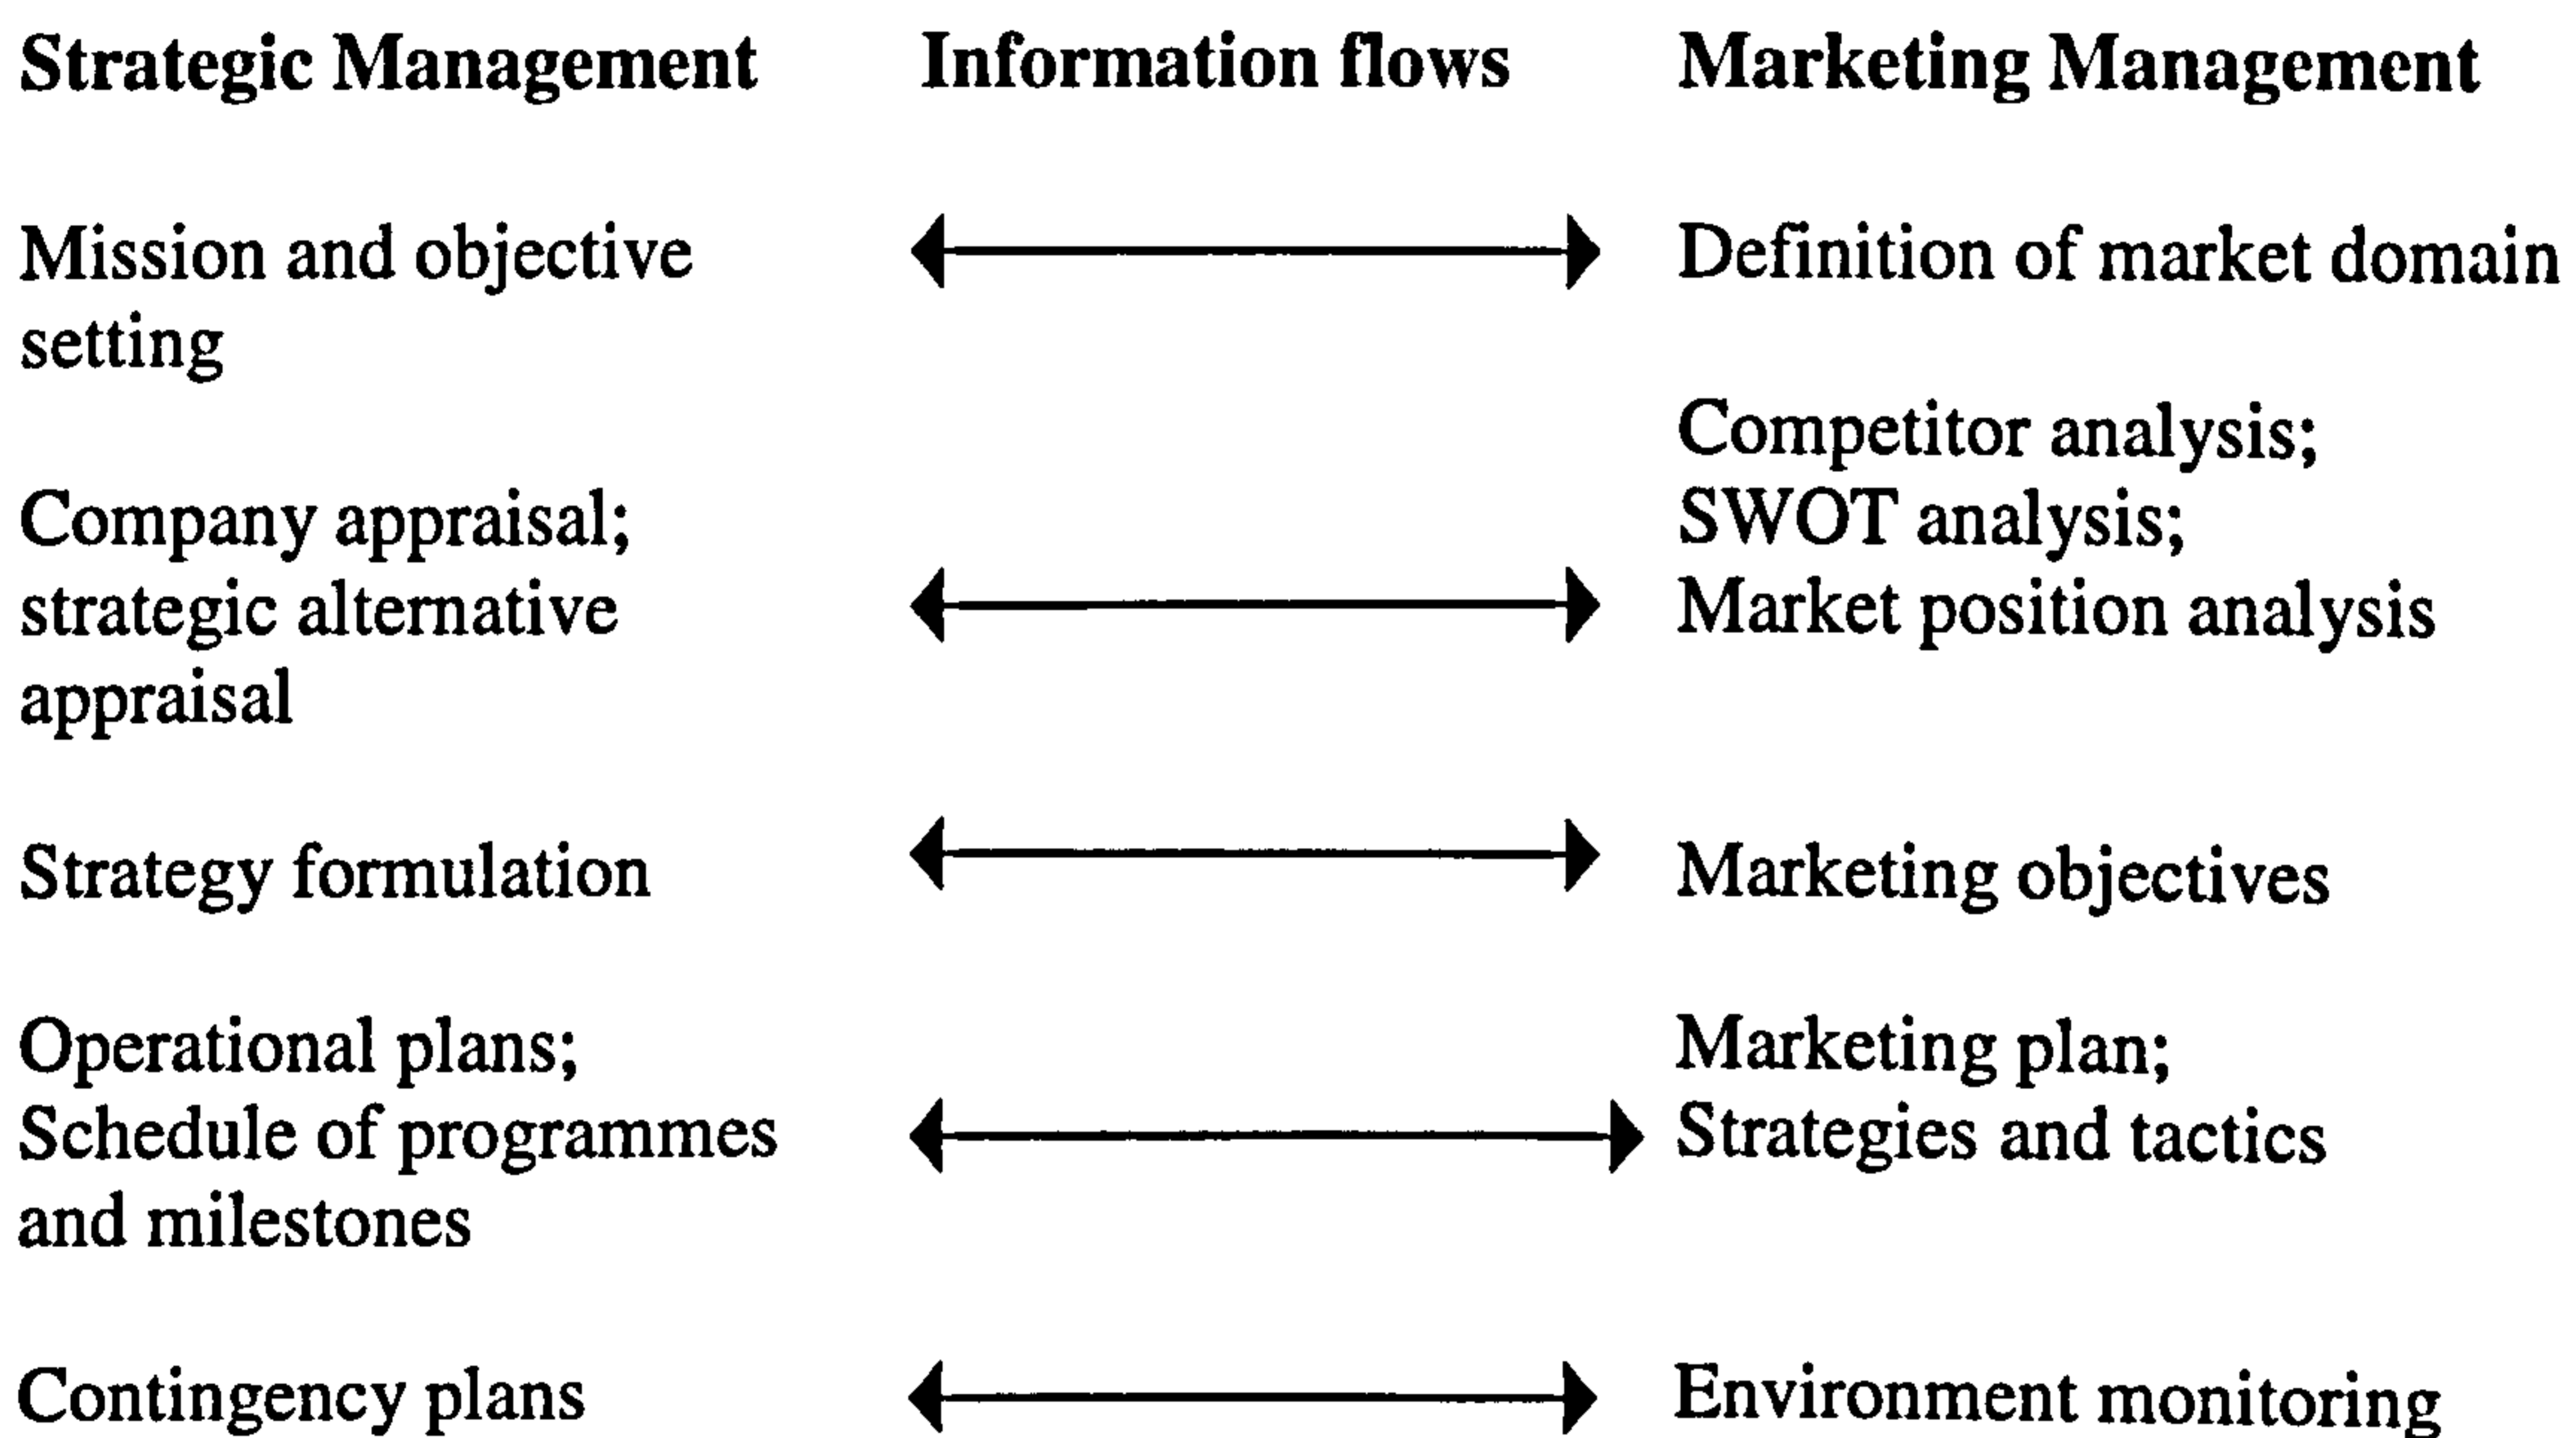 Strategic Management Information flows Marketing Management
Mission and objective
setting
Definition of market domain
Company appraisal;
strategic alternative
appraisal
Competitor analysis;
SWOT analysis;
Market position analysis
Strategy formulation
Marketing objectives
Operational plans;
Schedule of programmes
and milestones
Marketing plan;
Strategies and tactics
Contingency plans
Environment monitoring